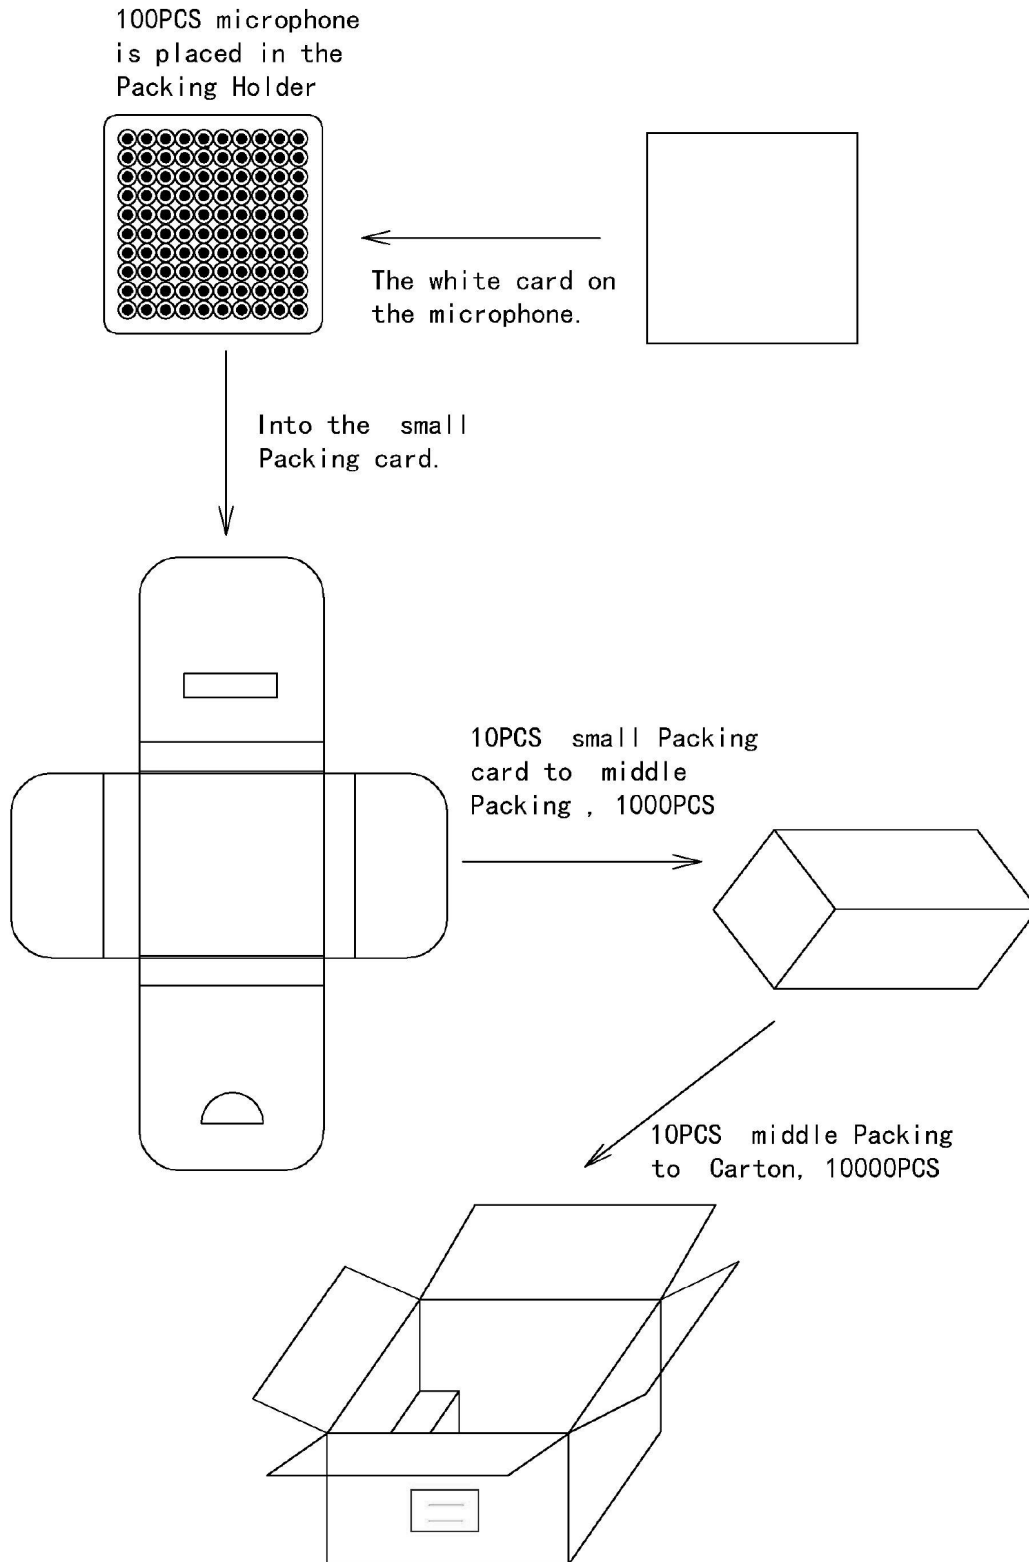 100PCS microphone
is placed in the
Packing Holder
The white card on
the microphone.
Into the small
Packing card.
10PCS small Packing
card to middle
Packing , 1000PCS
10PCS middle Packing
to Carton, 10000PCS